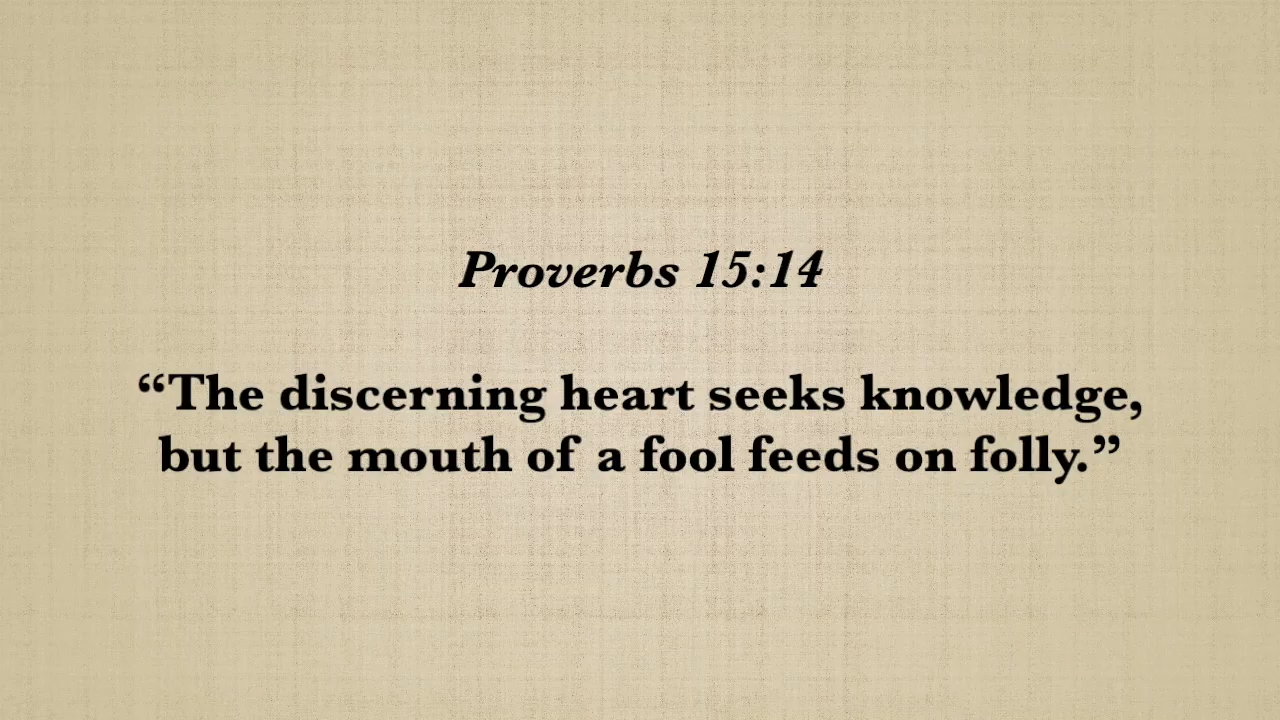 Proverbs 15:14
“The discerning heart seeks knowledge,
but the mouth of a fool feeds on folly.”